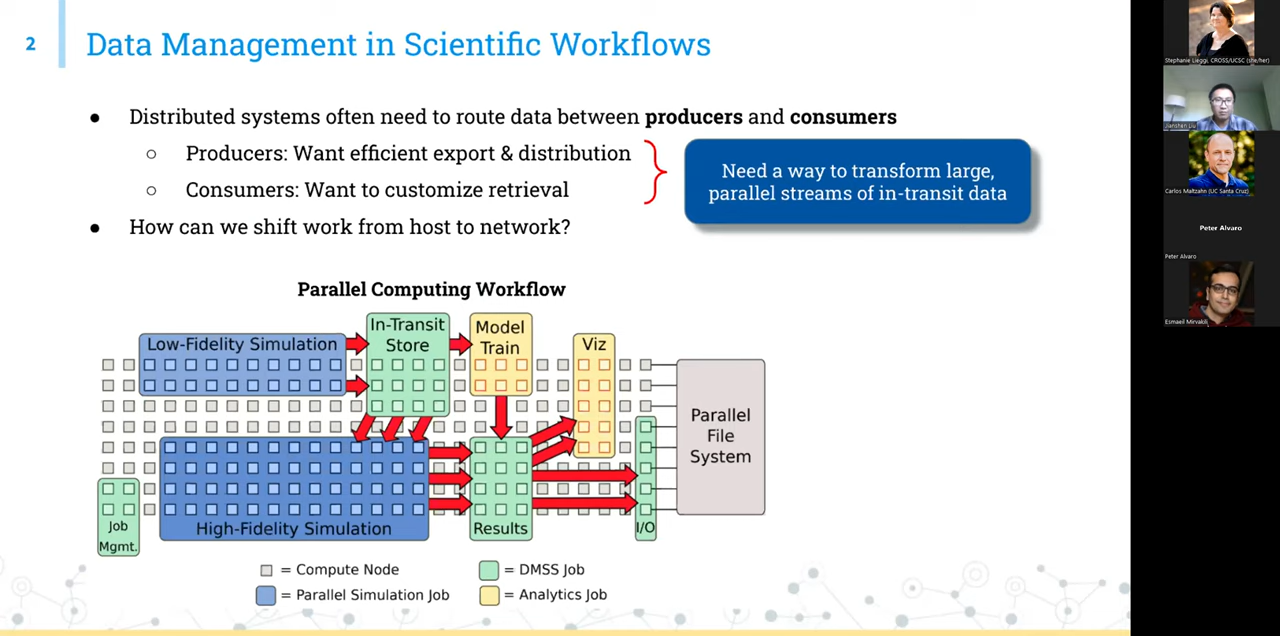 2
Data Management in Scientific Workflows
● Distributed systems often need to route data between producers and consumers
○ Producers: Want efficient export & distribution
○ Consumers: Want to customize retrieval
Need a way to transform large,
parallel streams of in-transit data
● How can we shift work from host to network?
Parallel Computing Workflow
Low-Fidelity Simulation
In-Transit
Store
Model
Train
Viz
Parallel
File
System
Job
Mgmt.
High-Fidelity Simulation
Results
I/O
= Compute Node
= DMSS Job
= Parallel Simulation Job
= Analytics Job
Stephanie Lieggi, CROSS/UCSC (she/her)
Jianshen Liu
Carlos Maltzahn (UC Santa Cruz)
Peter Alvaro
Peter Alvaro
Esmaeil Mirvakili